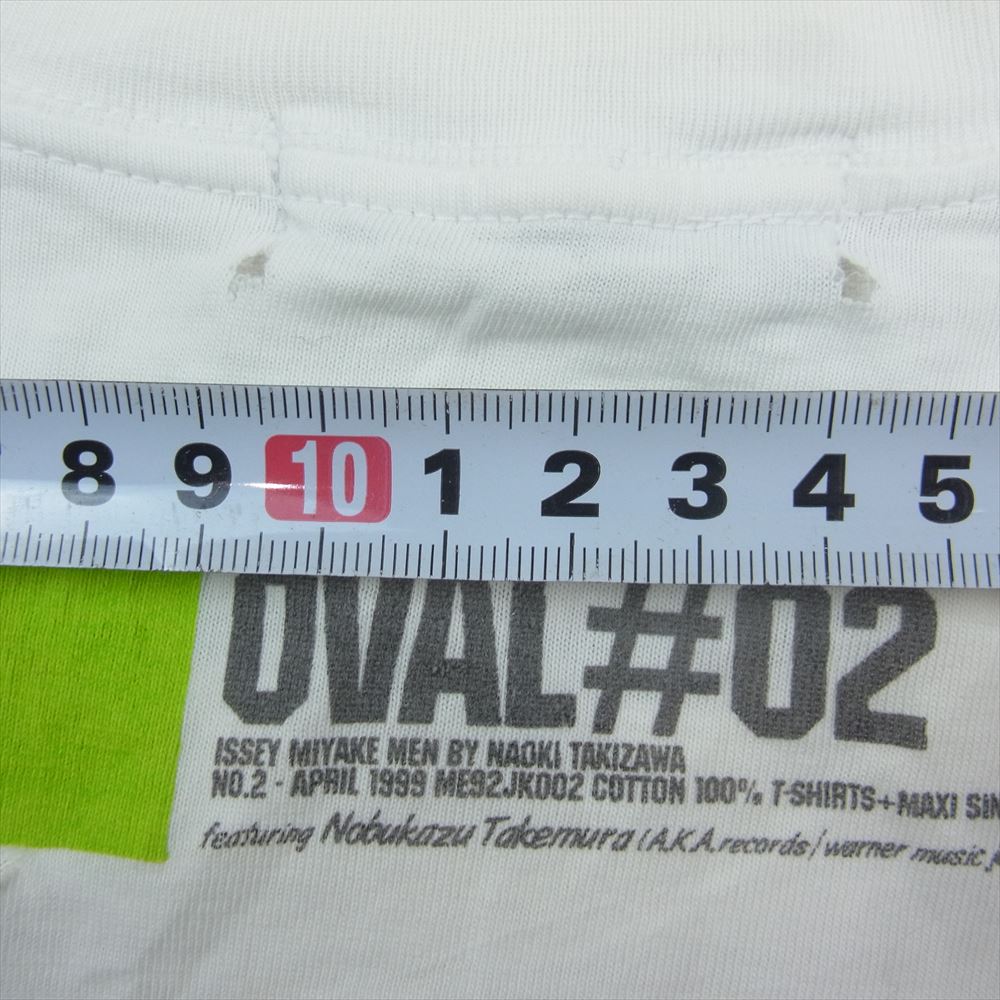 8 9 10 1 2 3 4 5
OVAL#02
ISSEY MIYAKE MEN BY NAOKI TAKIZAWA
NO.2 - APRIL 1999 ME92JK002 COTTON 100% T-SHIRTS+MAXI SIN
featuring Nobukazu Takemura (A.K.A.records/warner music